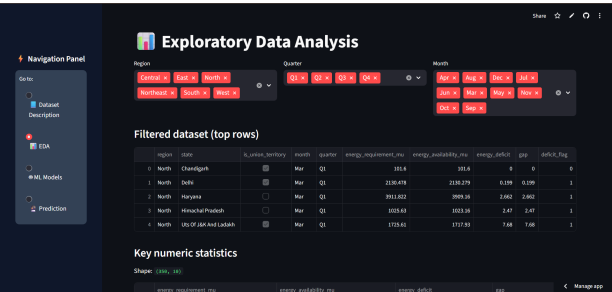 Share
Navigation Panel
Go to:
Dataset
Description
EDA
ML Models
Prediction
Exploratory Data Analysis
Region
Quarter
Month
Central × East × North ×
Northeast × South × West ×
Q1 × Q2 × Q3 × Q4 ×
Apr × Aug × Dec × Jul ×
Jun × Mar × May × Nov ×
Oct × Sep ×
Filtered dataset (top rows)
region state is_union_territory month quarter energy_requirement_mu energy_availability_mu energy_deficit gap deficit_flag
0 North Chandigarh Mar Q1 101.6 101.6 0 0 0
1 North Delhi Mar Q1 2130.478 2130.279 0.199 0.199 1
2 North Haryana Mar Q1 3911.822 3909.16 2.662 2.662 1
3 North Himachal Pradesh Mar Q1 1025.63 1023.16 2.47 2.47 1
4 North Uts Of J&K And Ladakh Mar Q1 1725.61 1717.93 7.68 7.68 1
Key numeric statistics
Shape:
energy_requirement_mu energy_availability_mu energy_deficit gap
Manage app